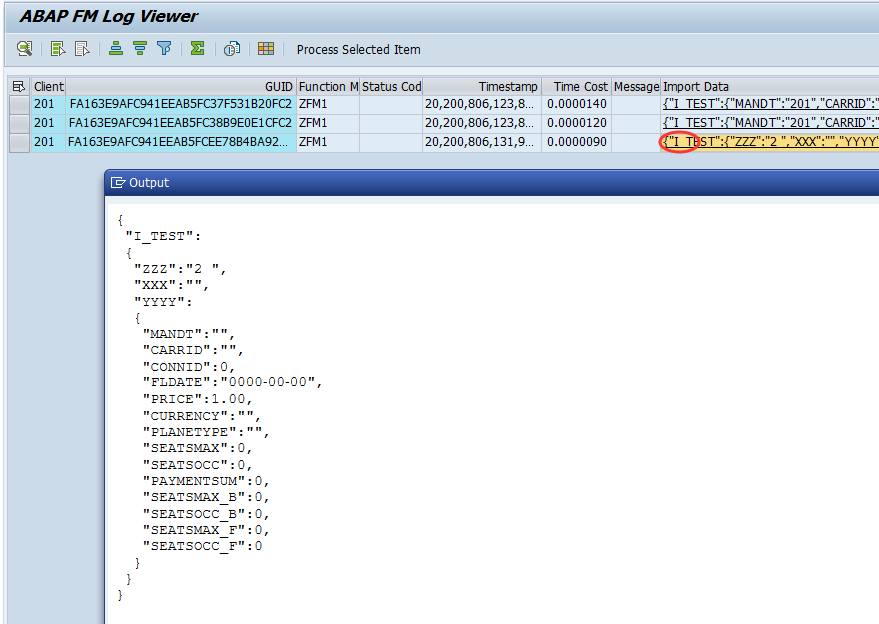 ABAP FM Log Viewer
Process Selected Item
Client GUID Function M Status Cod Timestamp Time Cost Message Import Data
201 FA163E9AFC941EEAB5FC37F531B20FC2 ZFM1 20,200,806,123,8... 0.0000140 {"I_TEST":{"MANDT":"201","CARRID":"
201 FA163E9AFC941EEAB5FC38B9E0E1CFC2 ZFM1 20,200,806,123,8... 0.0000120 {"I_TEST":{"MANDT":"201","CARRID":"
201 FA163E9AFC941EEAB5FCEE78B4BA92... ZFM1 20,200,806,131,9... 0.0000090 {"I_TEST":{"ZZZ":"2 ","XXX":"","YYYY"
Output
{
"I_TEST":
{
"ZZZ":"2 ",
"XXX":"",
"YYYY":
{
"MANDT":"",
"CARRID":"",
"CONNID":0,
"FLDATE":"0000-00-00",
"PRICE":1.00,
"CURRENCY":"",
"PLANETYPE":"",
"SEATSMAX":0,
"SEATSOCC":0,
"PAYMENTSUM":0,
"SEATSMAX_B":0,
"SEATSOCC_B":0,
"SEATSMAX_F":0,
"SEATSOCC_F":0
}
}
}